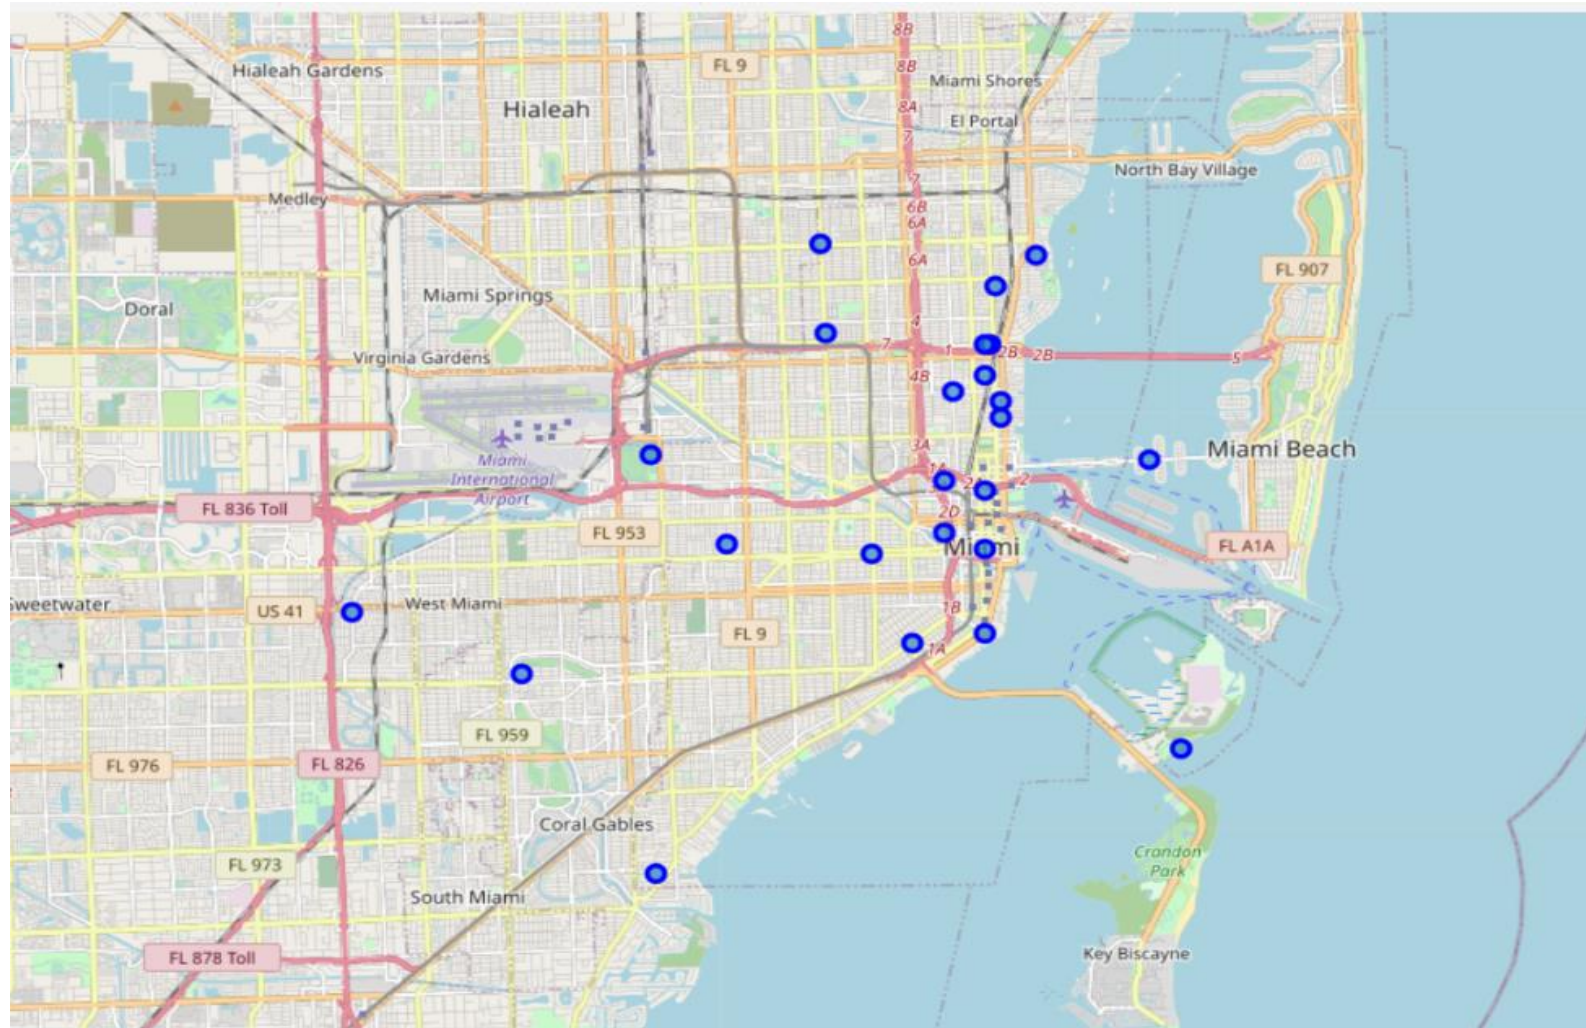 8B
8B
FL 9
Hialeah Gardens
Miami Shores
Hialeah
8A
El Portal
7
North Bay Village
7
Medley
6B
6A
6A
FL 907
Miami Springs
Doral
4
7
1
2B
2B
5
Virginia Gardens
4B
3A
Miami Beach
Miami
International
Airport
1A
2
2
FL 836 Toll
2D
FL 953
Miami
FL A1A
Sweetwater
US 41
West Miami
1B
FL 9
1A
FL 959
FL 976
FL 826
Coral Gables
Crandon
Park
FL 973
South Miami
Key Biscayne
FL 878 Toll